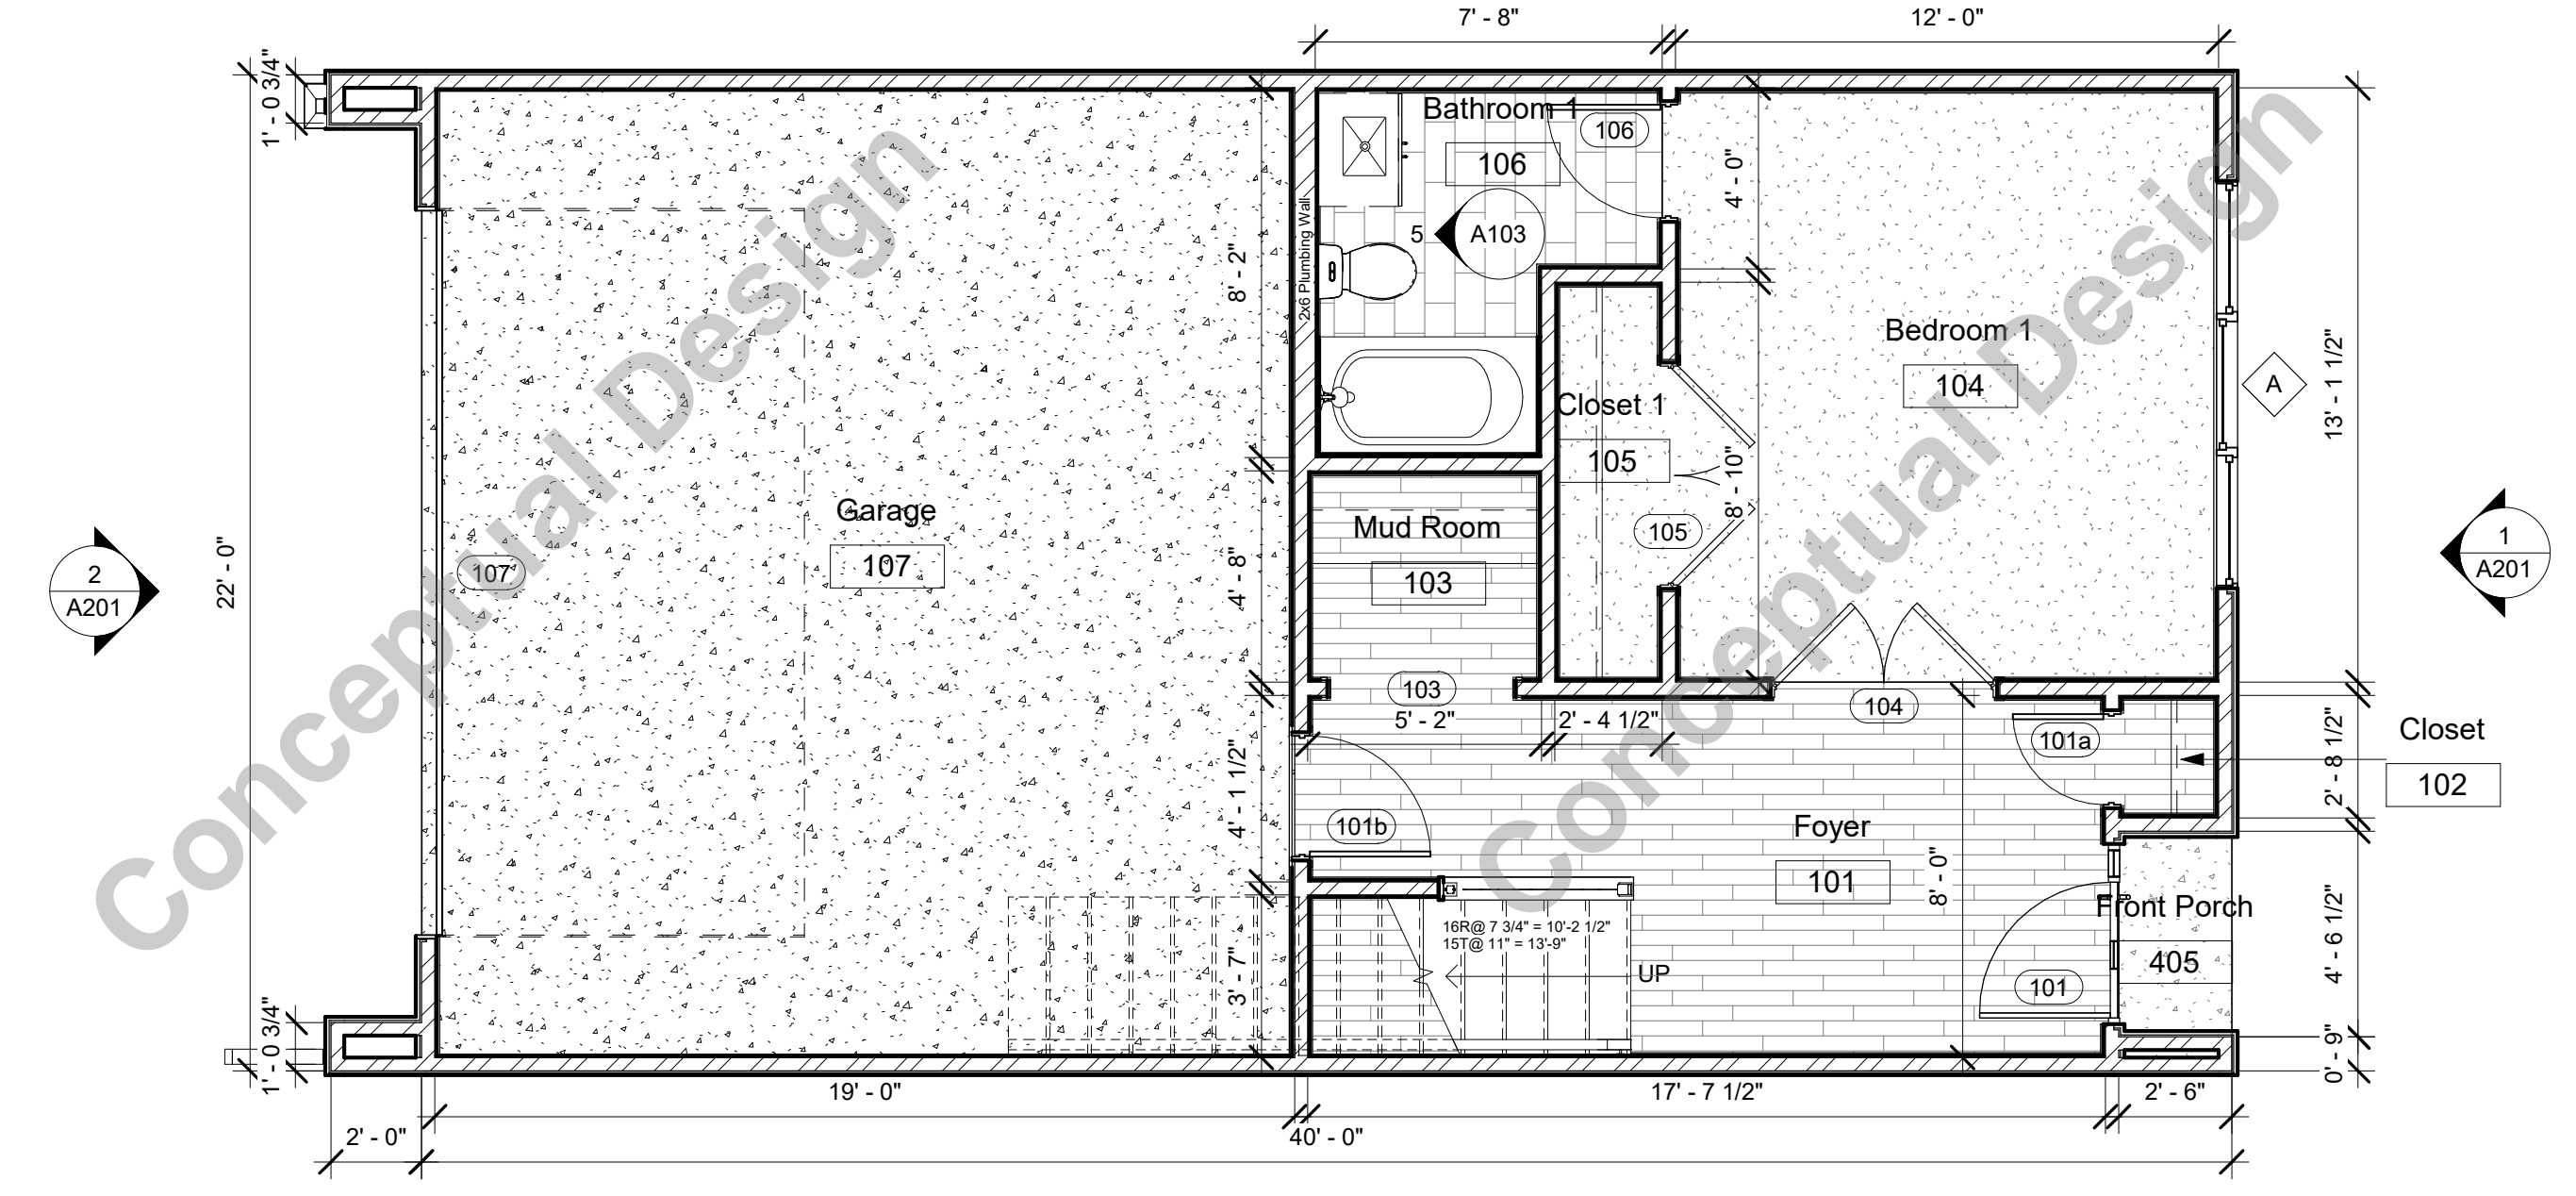 7' - 8"
12' - 0"
1' - 0 3/4"
Bathroom 1
106
106
4' - 0"
2x6 Plumbing Wall
5
A103
8' - 2"
Bedroom 1
104
13' - 1 1/2"
A
Closet 1
105
8' - 10"
105
Garage
107
107
Mud Room
103
4' - 8"
22' - 0"
2
A201
1
A201
103
5' - 2"
2' - 4 1/2"
104
101a
2' - 8 1/2"
Closet
102
4' - 1 1/2"
101b
Foyer
101
8' - 0"
Front Porch
405
4' - 6 1/2"
16R@ 7 3/4" = 10'-2 1/2"
15T@ 11" = 13'-9"
UP
3' - 7"
101
1' - 0 3/4"
0' - 9"
19' - 0"
17' - 7 1/2"
2' - 6"
2' - 0"
40' - 0"
Conceptual Design
Conceptual Design